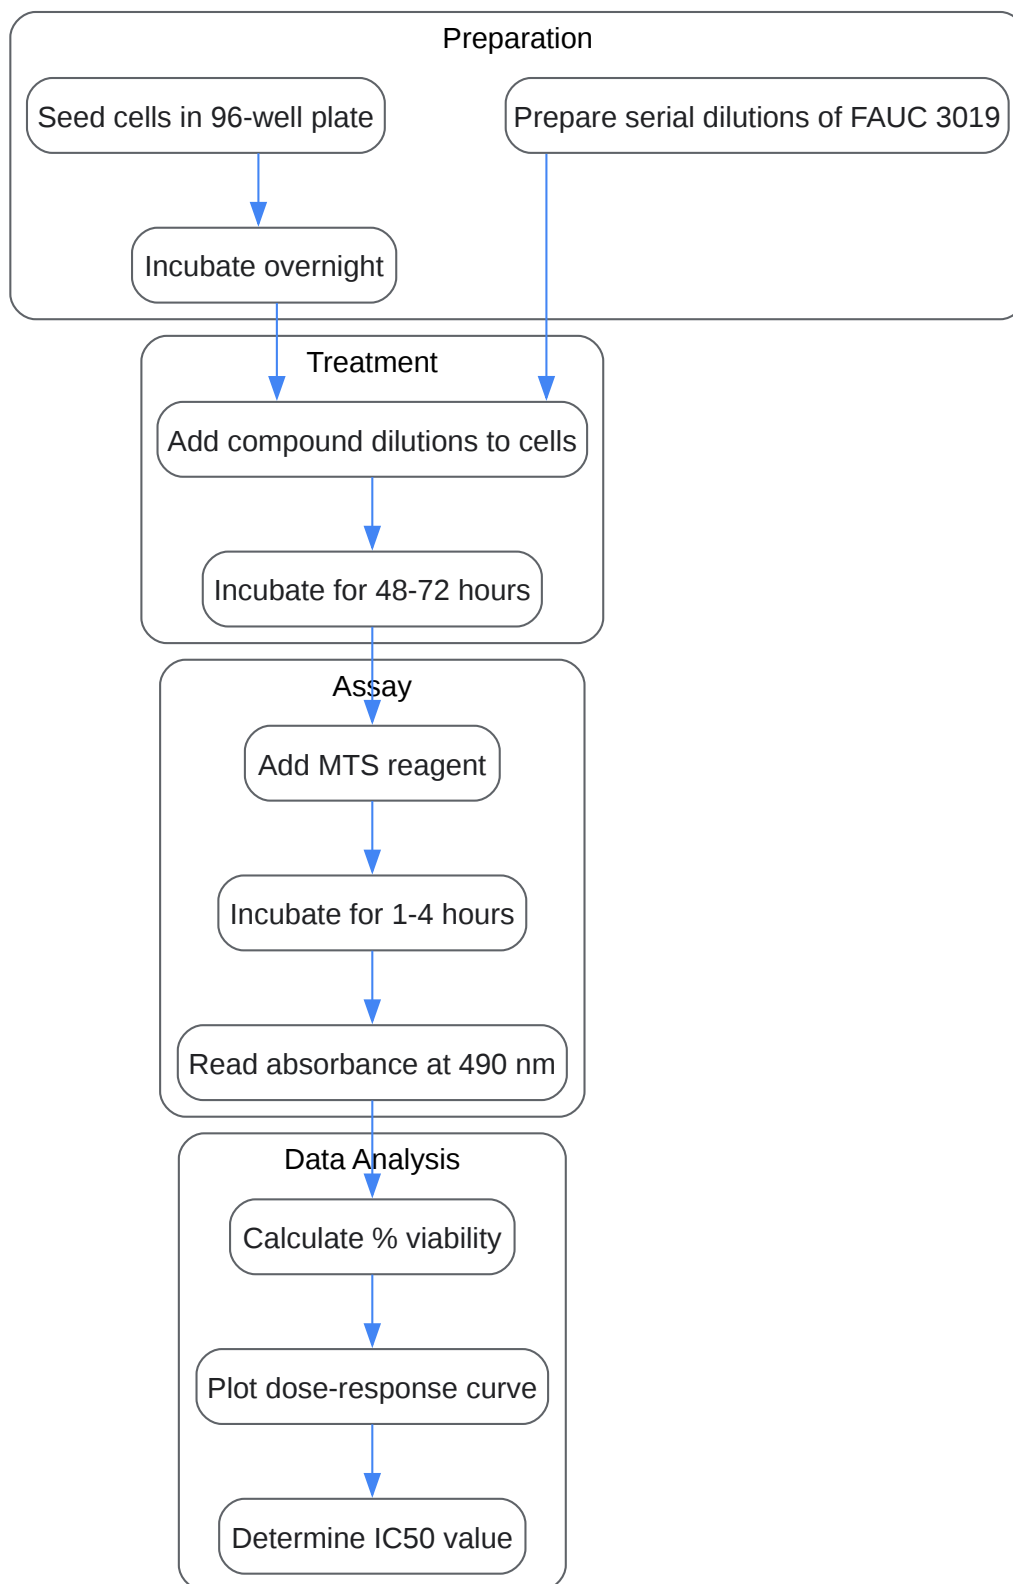 Preparation
Seed cells in 96-well plate
Prepare serial dilutions of FAUC 3019
Incubate overnight
Treatment
Add compound dilutions to cells
Incubate for 48-72 hours
Assay
Add MTS reagent
Incubate for 1-4 hours
Read absorbance at 490 nm
Data Analysis
Calculate % viability
Plot dose-response curve
Determine IC50 value